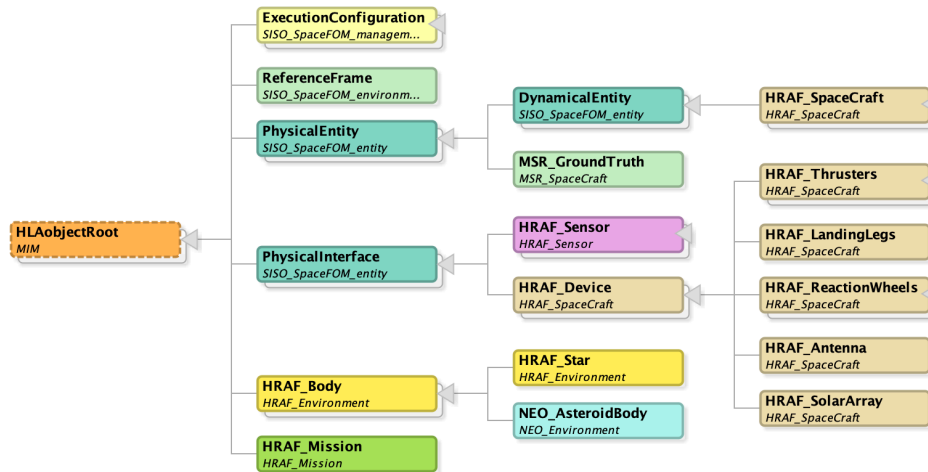 HLAobjectRoot
MIM
ExecutionConfiguration
SISO_SpaceFOM_managem...
ReferenceFrame
SISO_SpaceFOM_environm...
PhysicalEntity
SISO_SpaceFOM_entity
DynamicalEntity
SISO_SpaceFOM_entity
HRAF_SpaceCraft
HRAF_SpaceCraft
MSR_GroundTruth
MSR_SpaceCraft
PhysicalInterface
SISO_SpaceFOM_entity
HRAF_Sensor
HRAF_Sensor
HRAF_Device
HRAF_SpaceCraft
HRAF_Thrusters
HRAF_SpaceCraft
HRAF_LandingLegs
HRAF_SpaceCraft
HRAF_ReactionWheels
HRAF_SpaceCraft
HRAF_Antenna
HRAF_SpaceCraft
HRAF_SolarArray
HRAF_SpaceCraft
HRAF_Body
HRAF_Environment
HRAF_Star
HRAF_Environment
NEO_AsteroidBody
NEO_Environment
HRAF_Mission
HRAF_Mission